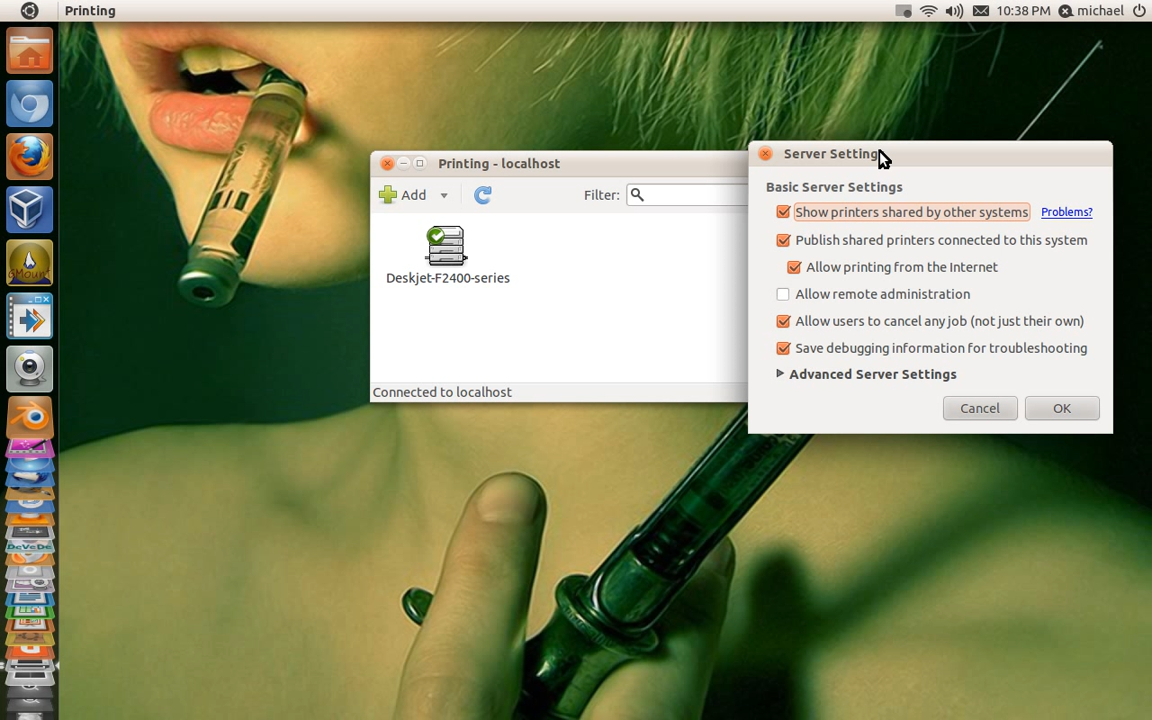 Printing
10:38 PM
michael
Printing - localhost
Server Setting
Add
Filter:
Basic Server Settings
Show printers shared by other systems
Problems?
Publish shared printers connected to this system
Deskjet-F2400-series
Allow printing from the Internet
Allow remote administration
Allow users to cancel any job (not just their own)
Save debugging information for troubleshooting
Advanced Server Settings
Connected to localhost
Cancel
OK
GMount
DeVeDe